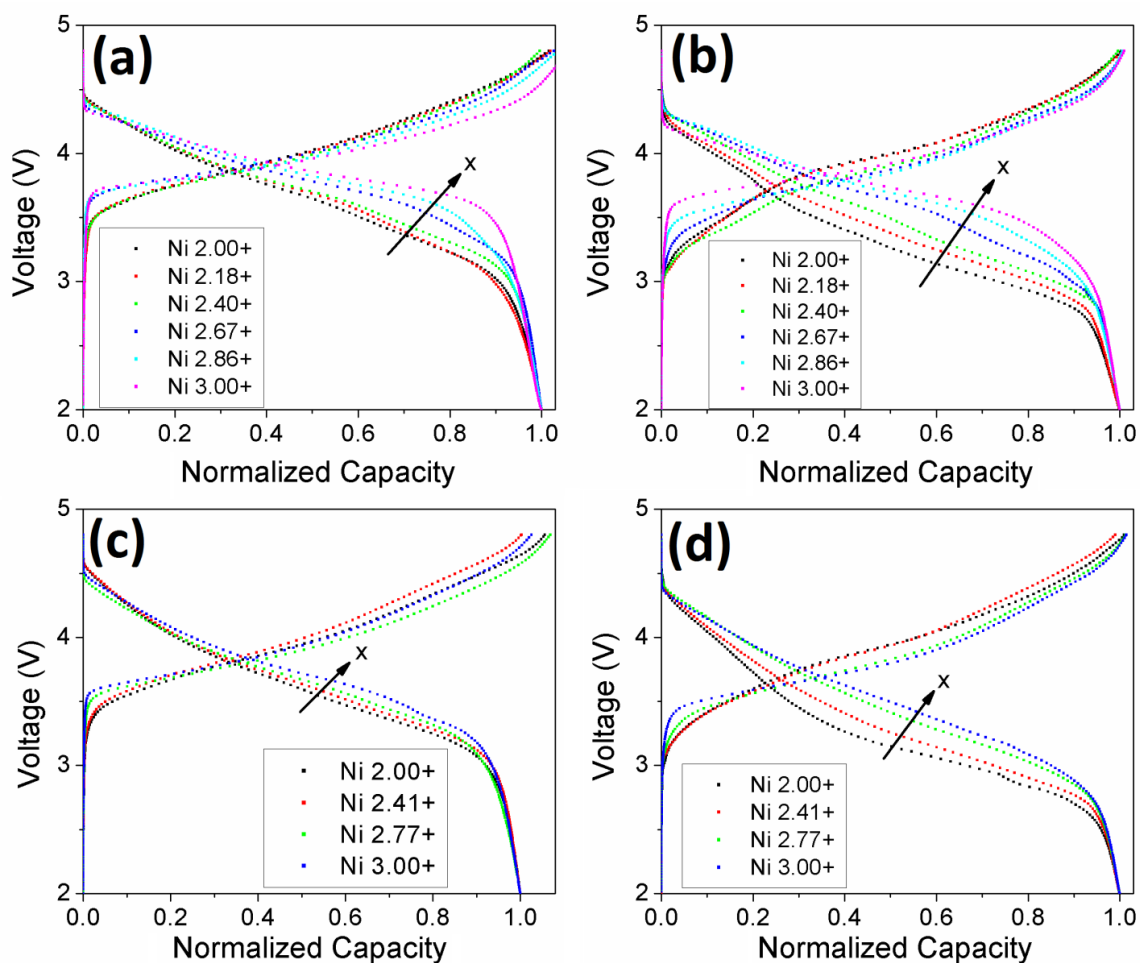 (a)
5
4
3
2
Voltage (V)
x
Ni 2.00+
Ni 2.18+
Ni 2.40+
Ni 2.67+
Ni 2.86+
Ni 3.00+
0.0 0.2 0.4 0.6 0.8 1.0
Normalized Capacity
(b)
5
4
3
2
Voltage (V)
x
Ni 2.00+
Ni 2.18+
Ni 2.40+
Ni 2.67+
Ni 2.86+
Ni 3.00+
0.0 0.2 0.4 0.6 0.8 1.0
Normalized Capacity
(c)
5
4
3
2
Voltage (V)
x
Ni 2.00+
Ni 2.41+
Ni 2.77+
Ni 3.00+
0.0 0.2 0.4 0.6 0.8 1.0
Normalized Capacity
(d)
5
4
3
2
Voltage (V)
x
Ni 2.00+
Ni 2.41+
Ni 2.77+
Ni 3.00+
0.0 0.2 0.4 0.6 0.8 1.0
Normalized Capacity